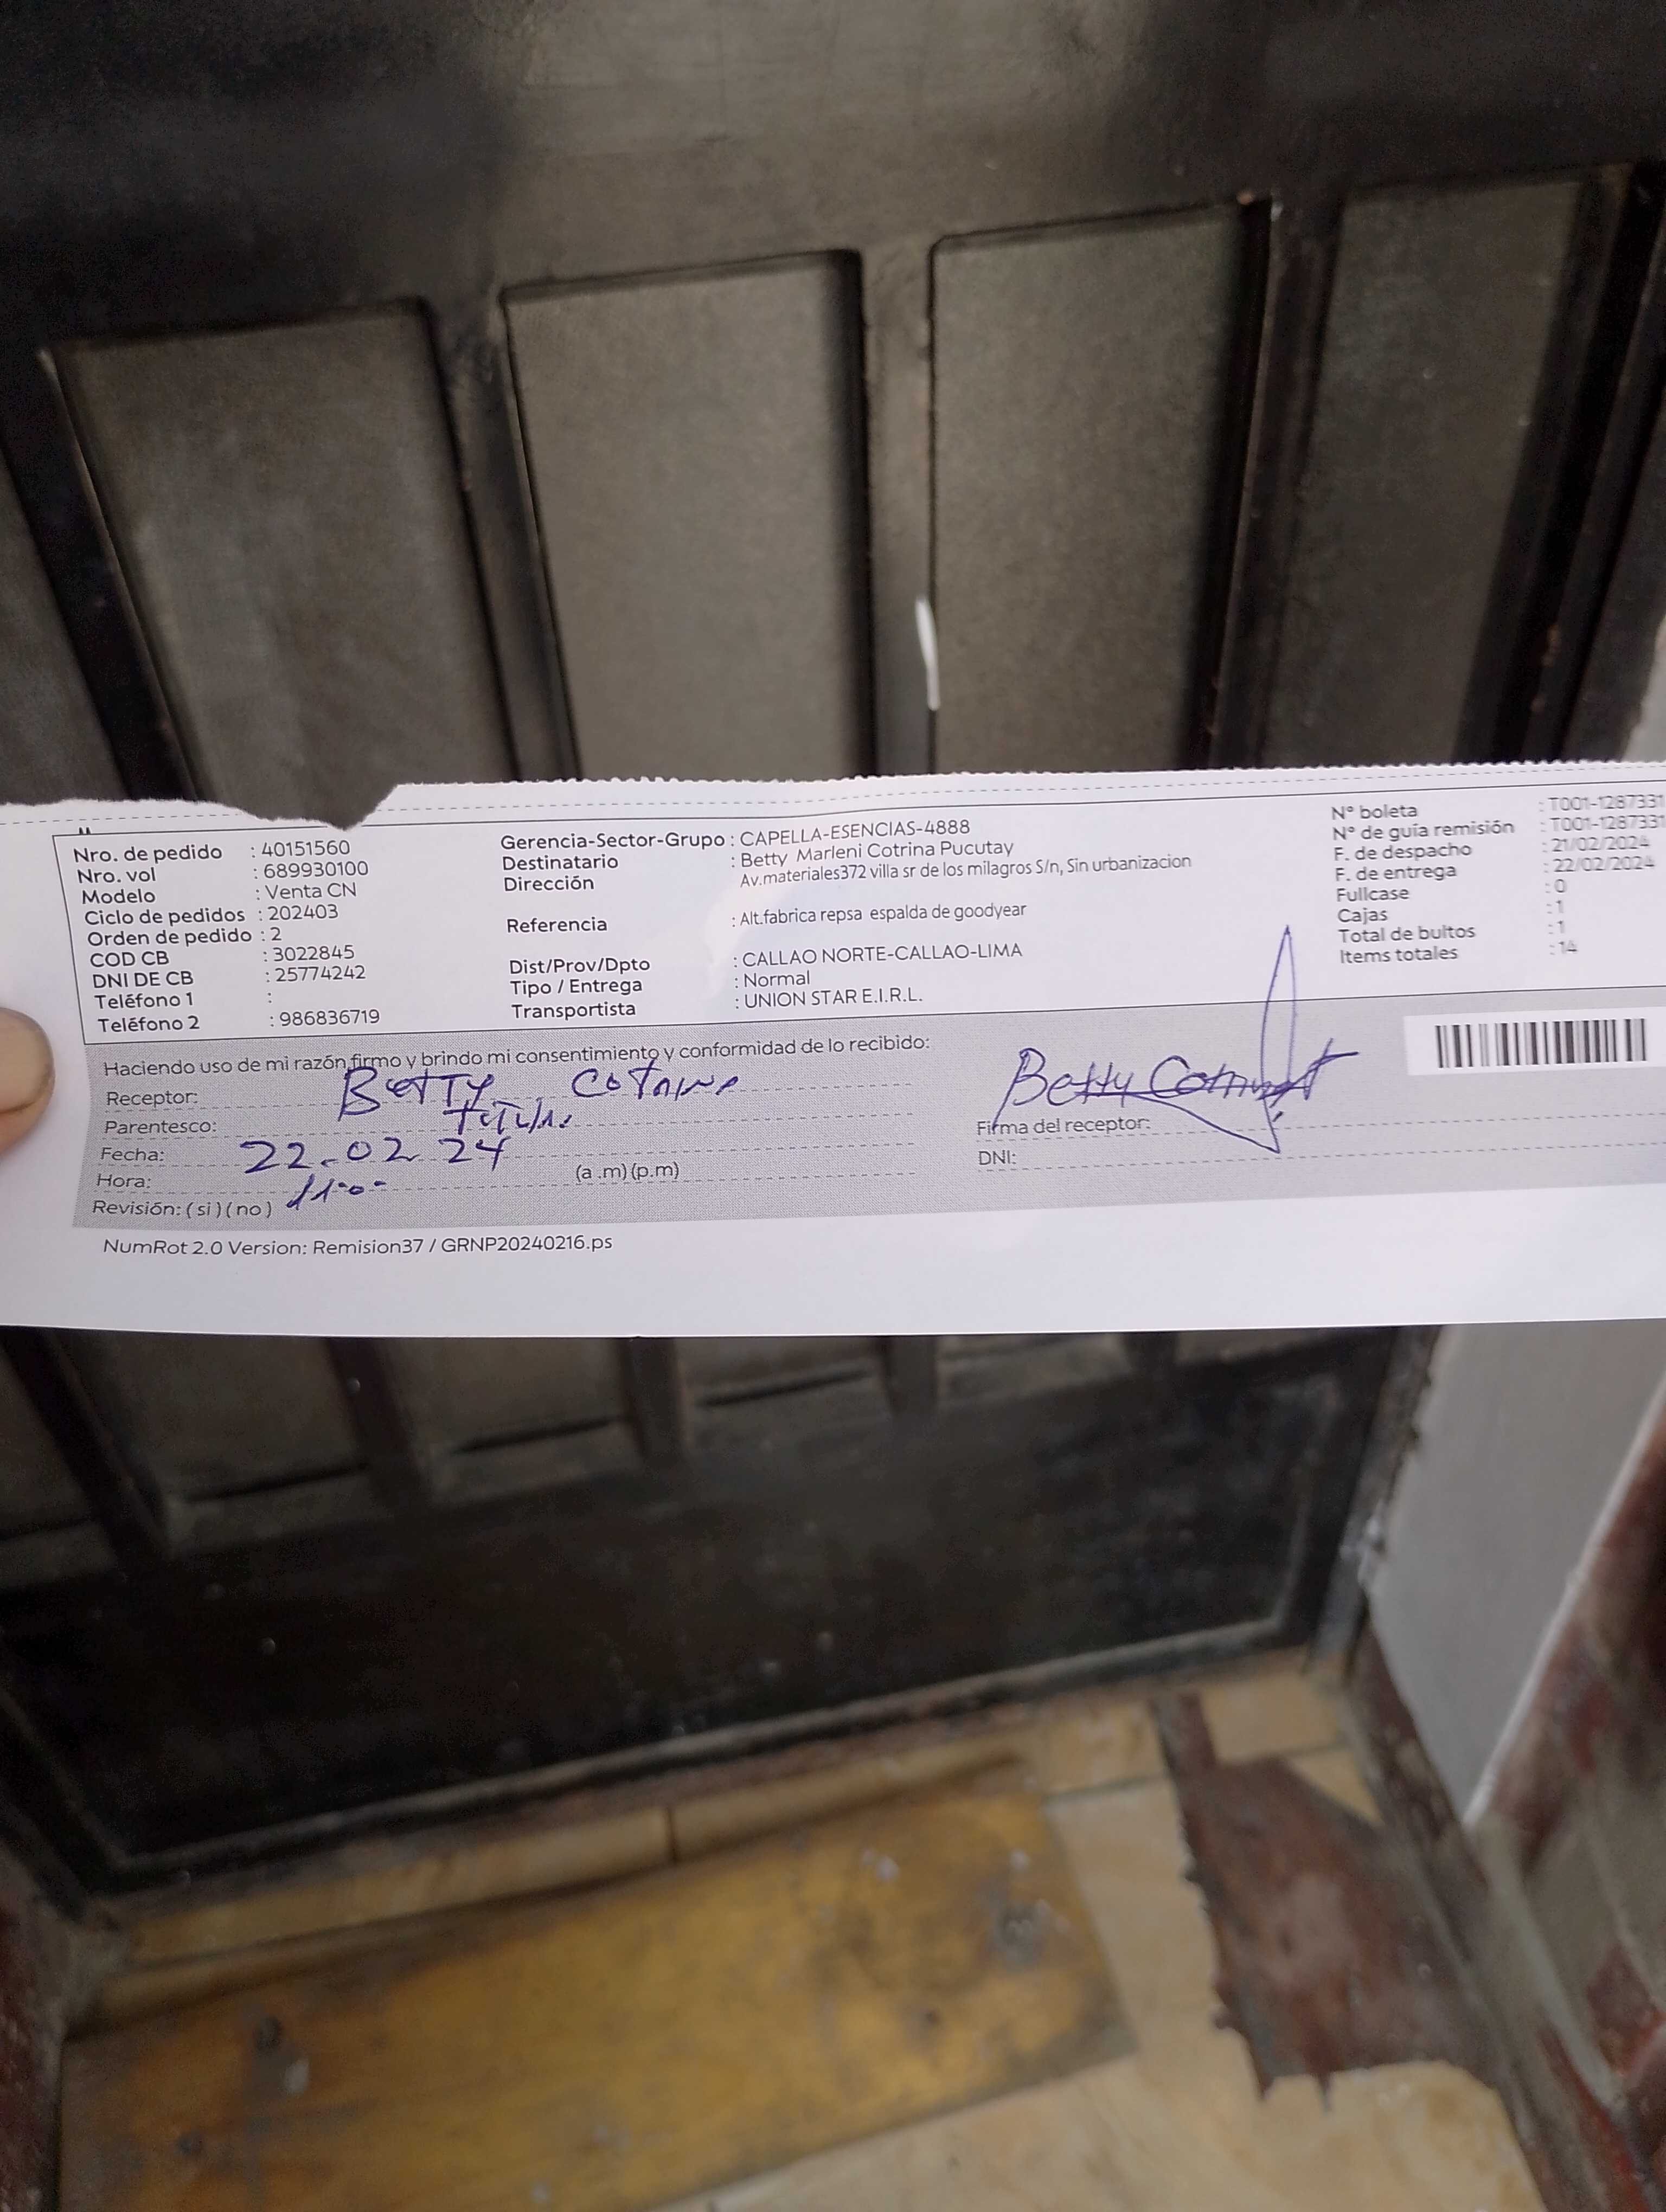 Nro. de pedido : 40151560
Nro. vol : 689930100
Modelo : Venta CN
Ciclo de pedidos : 202403
Orden de pedido : 2
COD CB : 3022845
DNI DE CB : 25774242
Teléfono 1 :
Teléfono 2 : 986836719
Gerencia-Sector-Grupo : CAPELLA-ESENCIAS-4888
Destinatario : Betty Marleni Cotrina Pucutay
Dirección Av.materiales372 villa sr de los milagros S/n, Sin urbanizacion
Referencia : Alt.fabrica repsa espalda de goodyear
Dist/Prov/Dpto : CALLAO NORTE-CALLAO-LIMA
Tipo / Entrega : Normal
Transportista : UNION STAR E.I.R.L.
N° boleta : T001-1287331
N° de guía remisión : T001-1287331
F. de despacho : 21/02/2024
F. de entrega : 22/02/2024
Fullcase : 0
Cajas : 1
Total de bultos : 1
Items totales : 14
Haciendo uso de mi razón firmo y brindo mi consentimiento y conformidad de lo recibido:
Receptor: Betty Cotrina
Parentesco: Titular
Fecha: 22.02 24
Hora: 11:00 (a .m) (p.m)
Revisión: ( si ) ( no )
Betty
Firma del receptor:
DNI:
NumRot 2.0 Version: Remision37 / GRNP20240216.ps